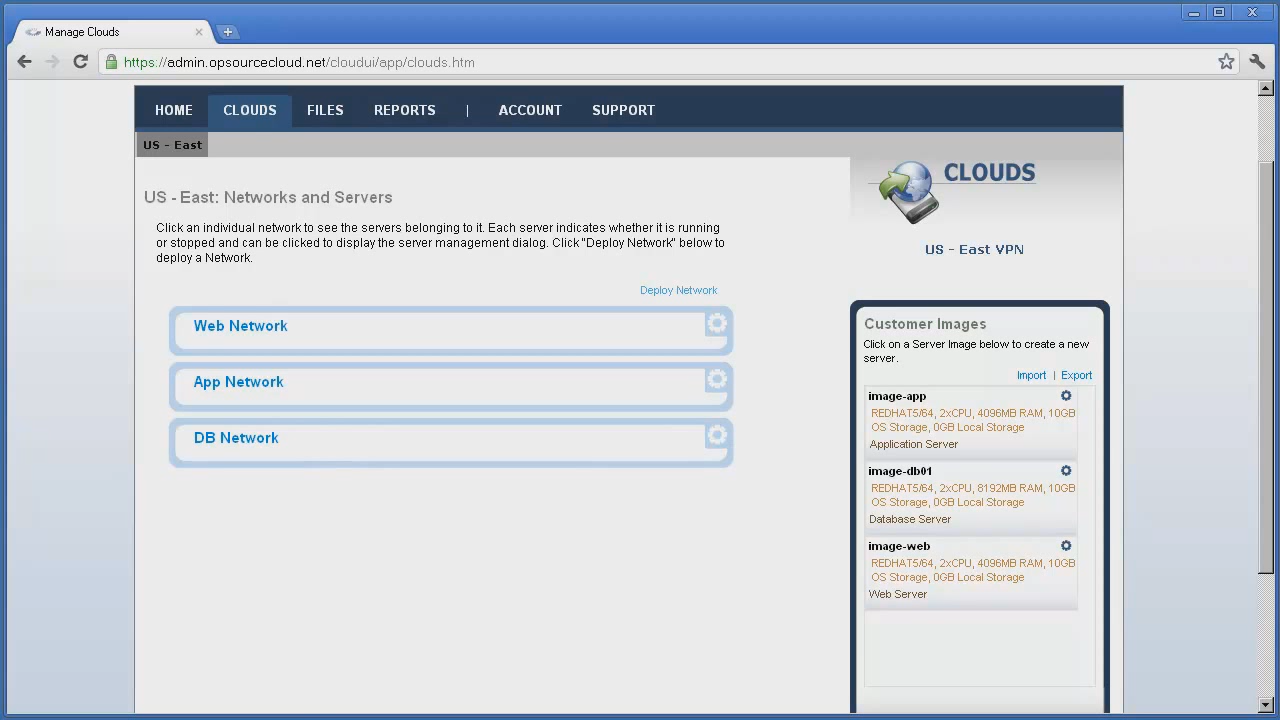 Manage Clouds
https://admin.opsourcecloud.net/cloudui/app/clouds.htm
HOME CLOUDS FILES REPORTS | ACCOUNT SUPPORT
US - East
CLOUDS
US - East VPN
US - East: Networks and Servers
Click an individual network to see the servers belonging to it. Each server indicates whether it is running
or stopped and can be clicked to display the server management dialog. Click "Deploy Network" below to
deploy a Network.
Deploy Network
Web Network
App Network
DB Network
Customer Images
Click on a Server Image below to create a new
server.
Import | Export
image-app
REDHAT5/64, 2xCPU, 4096MB RAM, 10GB
OS Storage, 0GB Local Storage
Application Server
image-db01
REDHAT5/64, 2xCPU, 8192MB RAM, 10GB
OS Storage, 0GB Local Storage
Database Server
image-web
REDHAT5/64, 2xCPU, 4096MB RAM, 10GB
OS Storage, 0GB Local Storage
Web Server